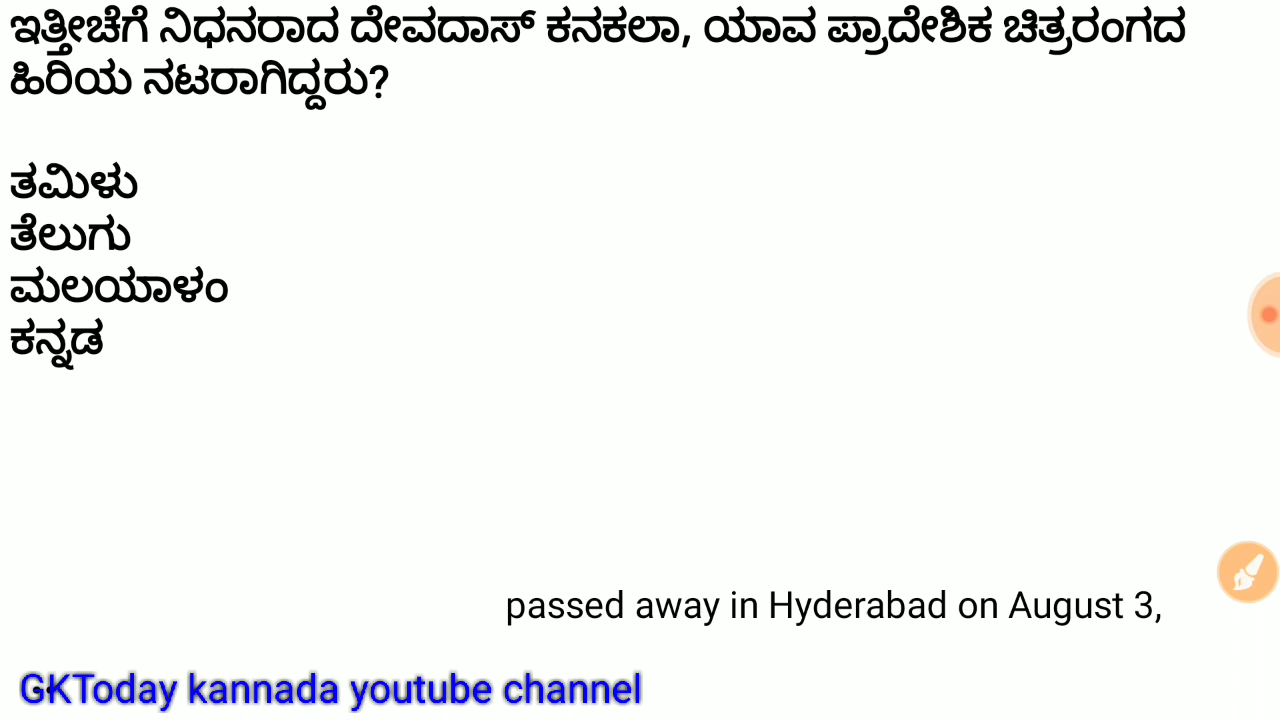 ಇತ್ತೀಚೆಗೆ ನಿಧನರಾದ ದೇವದಾಸ್ ಕನಕಲಾ, ಯಾವ ಪ್ರಾದೇಶಿಕ ಚಿತ್ರರಂಗದ
ಹಿರಿಯ ನಟರಾಗಿದ್ದರು?
ತಮಿಳು
ತೆಲುಗು
ಮಲಯಾಳಂ
ಕನ್ನಡ
passed away in Hyderabad on August 3,
GKToday kannada youtube channel